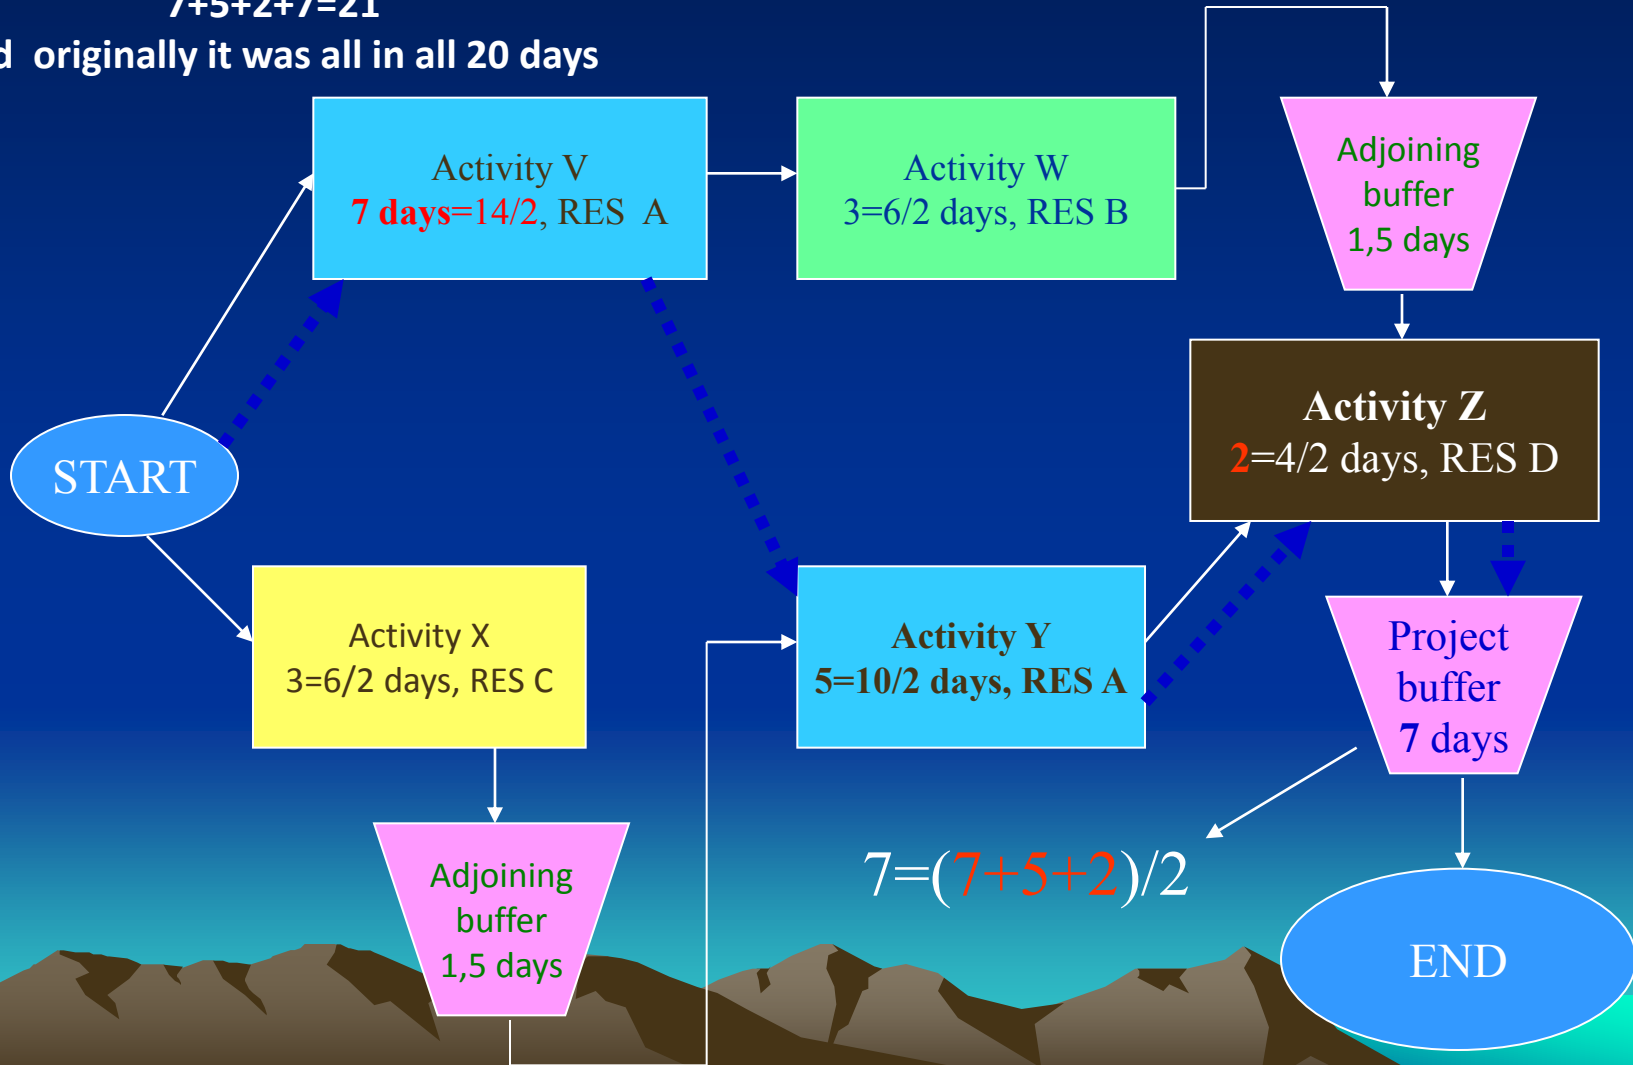 7+5+2+7=21
originally it was all in all 20 days
Activity V
7 days=14/2, RES A
Activity W
3=6/2 days, RES B
Adjoining
buffer
1,5 days
Activity Z
2=4/2 days, RES D
START
Activity X
3=6/2 days, RES C
Activity Y
5=10/2 days, RES A
Project
buffer
7 days
7=(7+5+2)/2
Adjoining
buffer
1,5 days
END